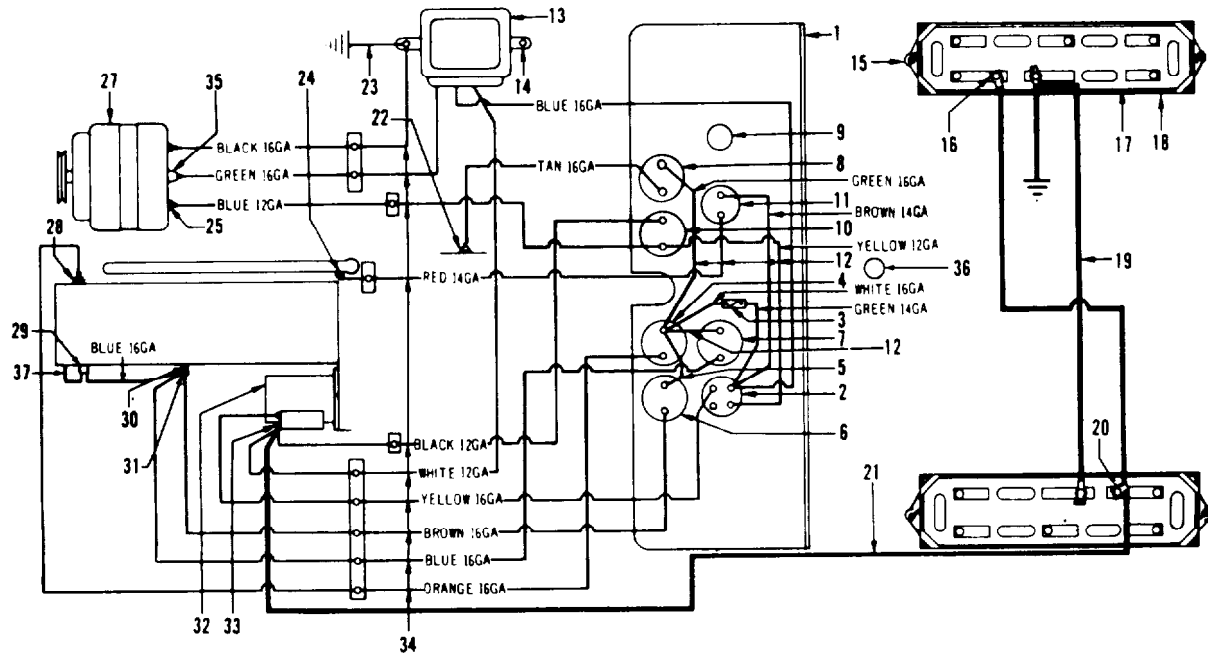 13
1
27
35
24
23
14
15
BLUE 16GA
22
9
16
17
18
BLACK 16GA
TAN 16GA
8
GREEN 16GA
GREEN 16GA
11
BLUE 12GA
BROWN 14GA
25
10
28
YELLOW 12GA
12
36
19
RED 14GA
4
WHITE 16GA
GREEN 14GA
3
29
7
12
BLUE 16GA
37
5
30
2
31
6
32
33
BLACK 12GA
20
WHITE 12GA
21
YELLOW 16GA
BROWN 16GA
BLUE 16GA
ORANGE 16GA
32
33
34